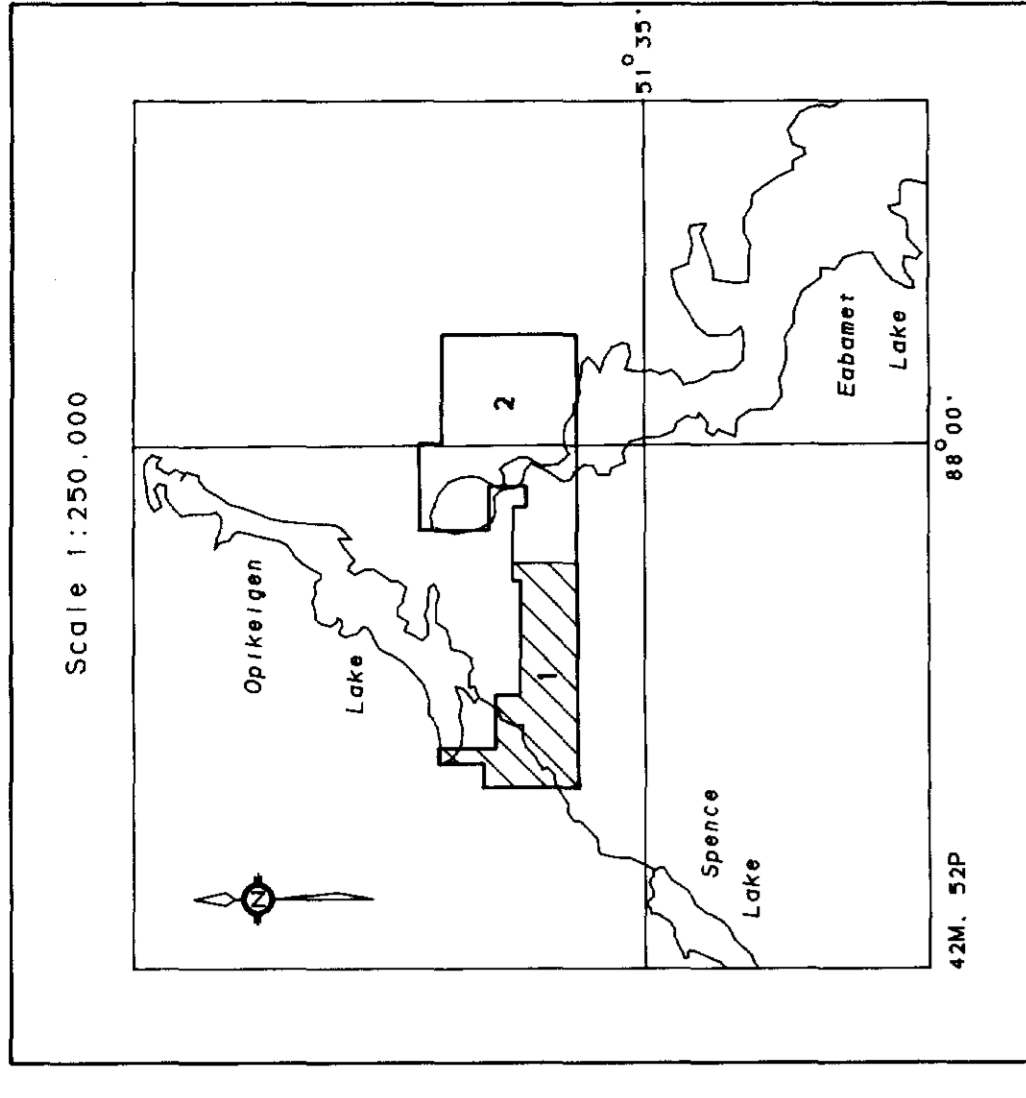 Scale 1:250,000
N
Opikeigen
Lake
2
1
51° 35'
Spence
Lake
Eabamet
Lake
88° 00'
42M. 52P